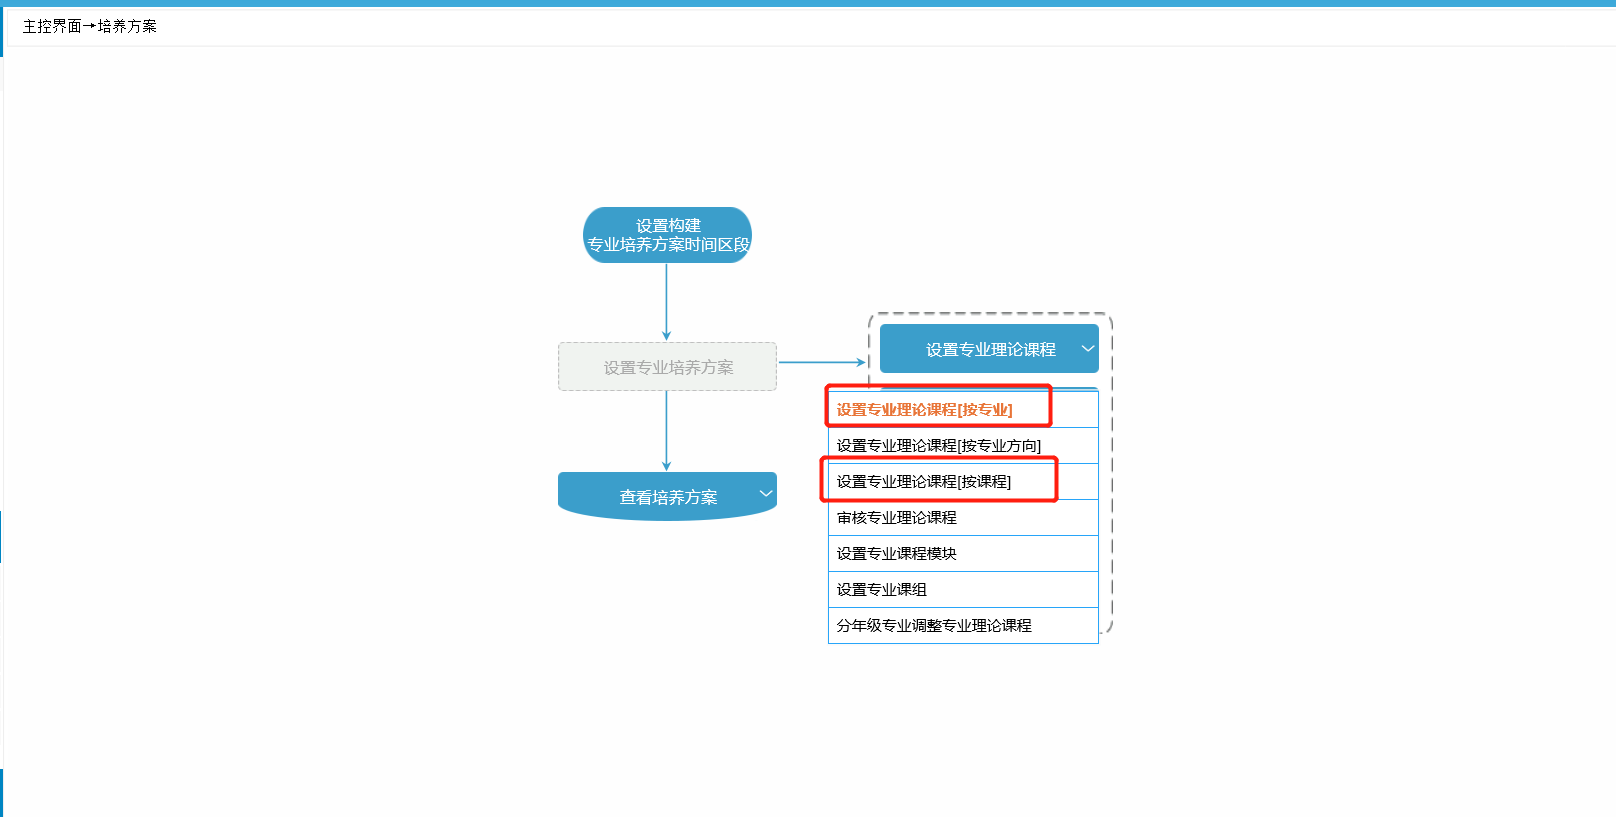 主控界面→培养方案
设置构建
专业培养方案时间区段
设置专业培养方案
设置专业理论课程
设置专业理论课程[按专业]
设置专业理论课程[按专业方向]
设置专业理论课程[按课程]
审核专业理论课程
设置专业课程模块
设置专业课组
分年级专业调整专业理论课程
查看培养方案